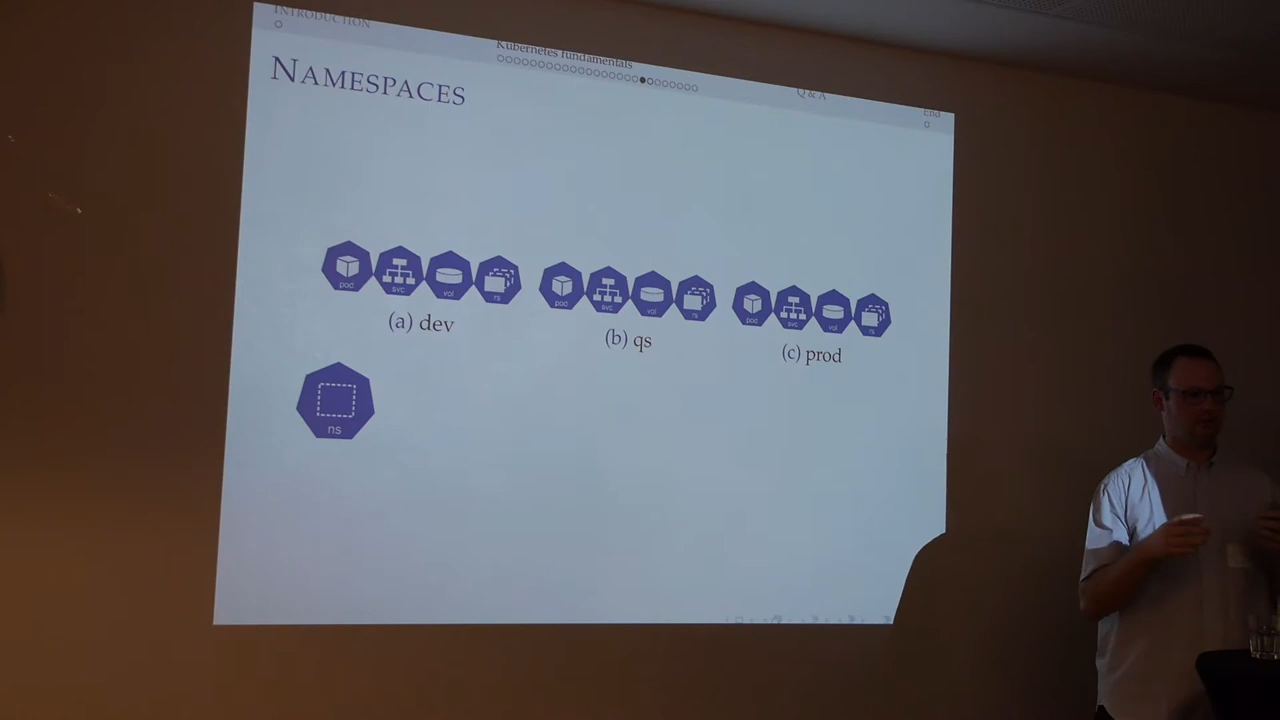 INTRODUCTION
Kubernetes fundamentals
Q & A
End
NAMESPACES
pod svc vol rs pod svc vol rs pod svc vol rs
(a) dev (b) qs (c) prod
ns